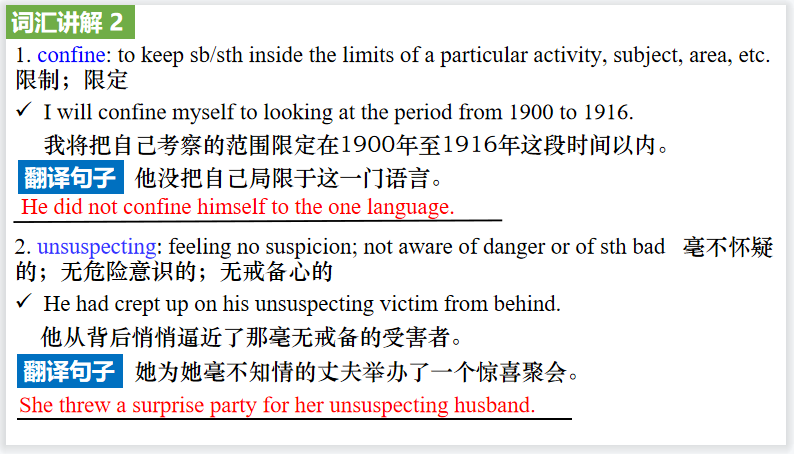 词汇讲解 2
1. confine: to keep sb/sth inside the limits of a particular activity, subject, area, etc.
限制；限定
✓ I will confine myself to looking at the period from 1900 to 1916.
我将把自己考察的范围限定在1900年至1916年这段时间以内。
翻译句子 他没把自己局限于这一门语言。
He did not confine himself to the one language.
2. unsuspecting: feeling no suspicion; not aware of danger or of sth bad 毫不怀疑
的；无危险意识的；无戒备心的
✓ He had crept up on his unsuspecting victim from behind.
他从背后悄悄逼近了那毫无戒备的受害者。
翻译句子 她为她毫不知情的丈夫举办了一个惊喜聚会。
She threw a surprise party for her unsuspecting husband.